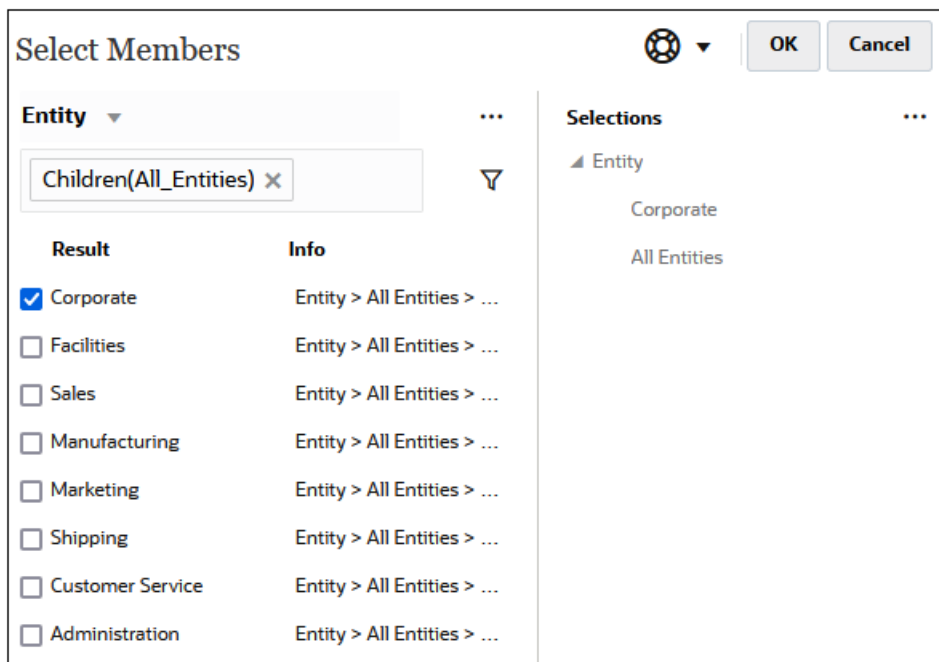 Select Members
OK
Cancel
Entity
Children(All_Entities)
Result Info
Corporate Entity > All Entities > ...
Facilities Entity > All Entities > ...
Sales Entity > All Entities > ...
Manufacturing Entity > All Entities > ...
Marketing Entity > All Entities > ...
Shipping Entity > All Entities > ...
Customer Service Entity > All Entities > ...
Administration Entity > All Entities > ...
Selections
Entity
Corporate
All Entities